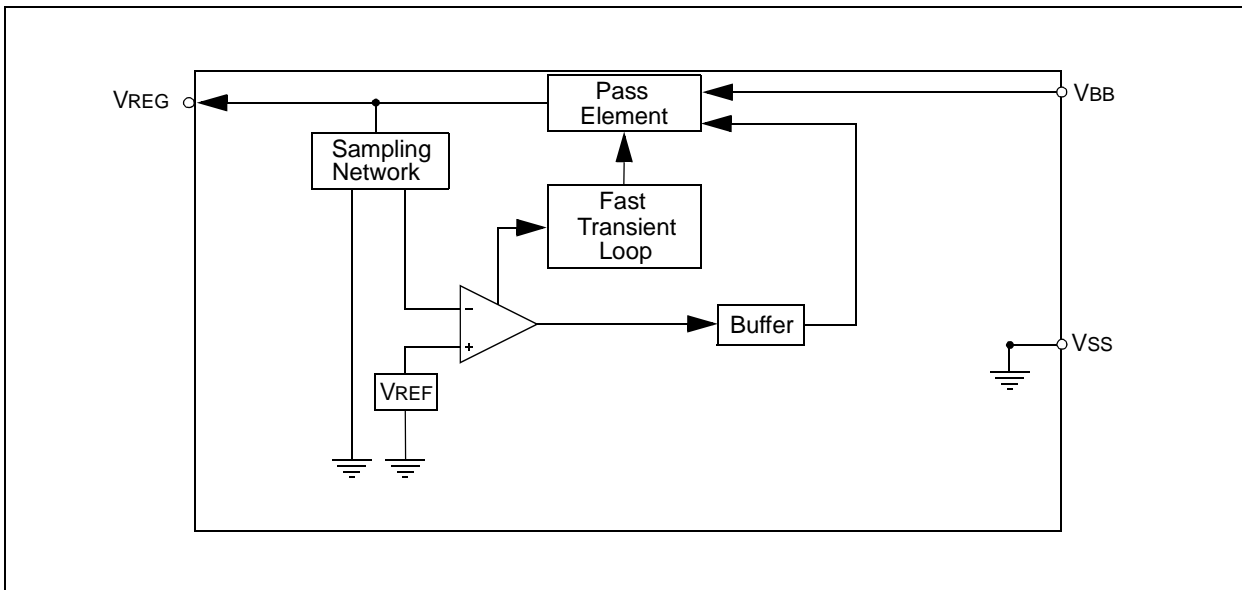 VREG
Pass
Element
VBB
Sampling
Network
Fast
Transient
Loop
–
+
Buffer
VSS
VREF